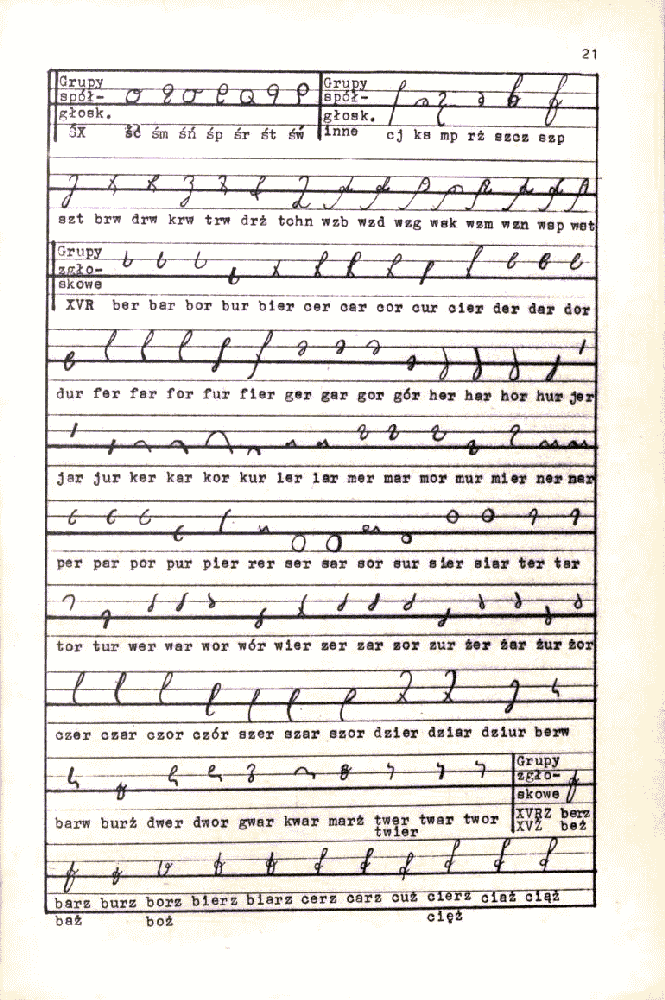 21
Grupy
spół-
głosk.
ŚX
ść śm śń śp śr śt św
Grupy
spół-
głosk.
inne
cj ks mp rż szcz szp
szt brw drw krw trw drż tchn wzb wzd wzg wsk wzm wzn wsp wst
Grupy
zgło-
skowe
XVR ber bar bor bur bier cer car cor cur cier der dar dor
dur fer far for fur fier ger gar gor gór her har hor hur jer
jar jur ker kar kor kur ler lar mer mar mor mur mier ner nar
per par por pur pier rer ser sar sor sur sier siar ter tar
tor tur wer war wor wór wier zer zar zor zur żer żar żur żor
czer czar czor czór szer szar szor dzier dziar dziur berw
barw burż dwer dwor gwar kwar marż twer twar twor
twier
Grupy
zgło-
skowe
XVRZ berz
XVŻ beż
barz burz borz bierz biarz cerz carz cuż cierz ciaż ciąż
baż boż cięż